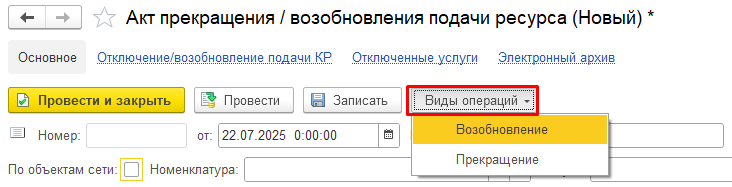 Акт прекращения / возобновления подачи ресурса (Новый) *
Основное Отключение/возобновление подачи КР Отключенные услуги Электронный архив
Провести и закрыть Провести Записать Виды операций
Номер: от: 22.07.2025 0:00:00 Возобновление
Прекращение
По объектам сети: Номенклатура: